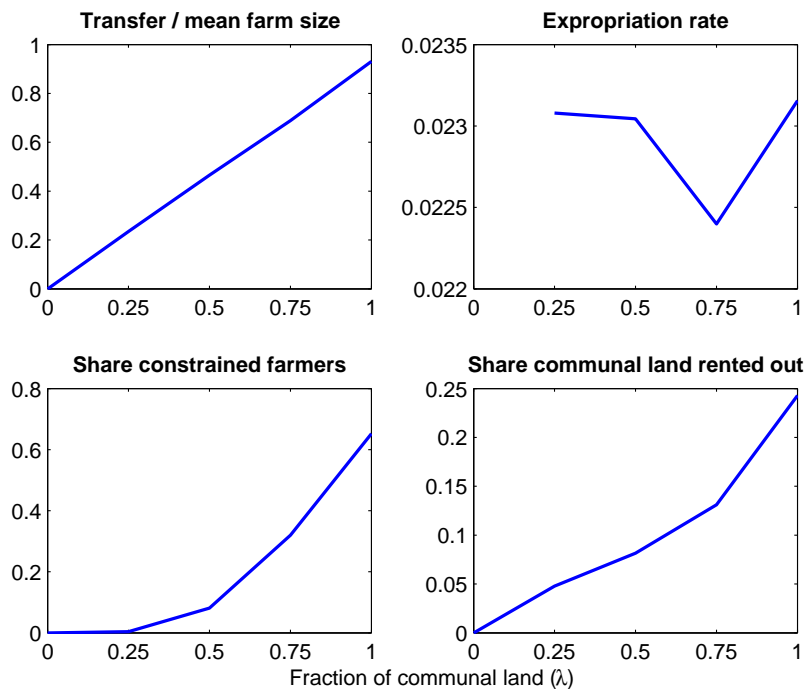 Transfer / mean farm size
1
0.8
0.6
0.4
0.2
0
0 0.25 0.5 0.75 1
Expropriation rate
0.0235
0.023
0.0225
0.022
0 0.25 0.5 0.75 1
Share constrained farmers
0.8
0.6
0.4
0.2
0
0 0.25 0.5 0.75 1
Share communal land rented out
0.25
0.2
0.15
0.1
0.05
0
0 0.25 0.5 0.75 1
Fraction of communal land (λ)